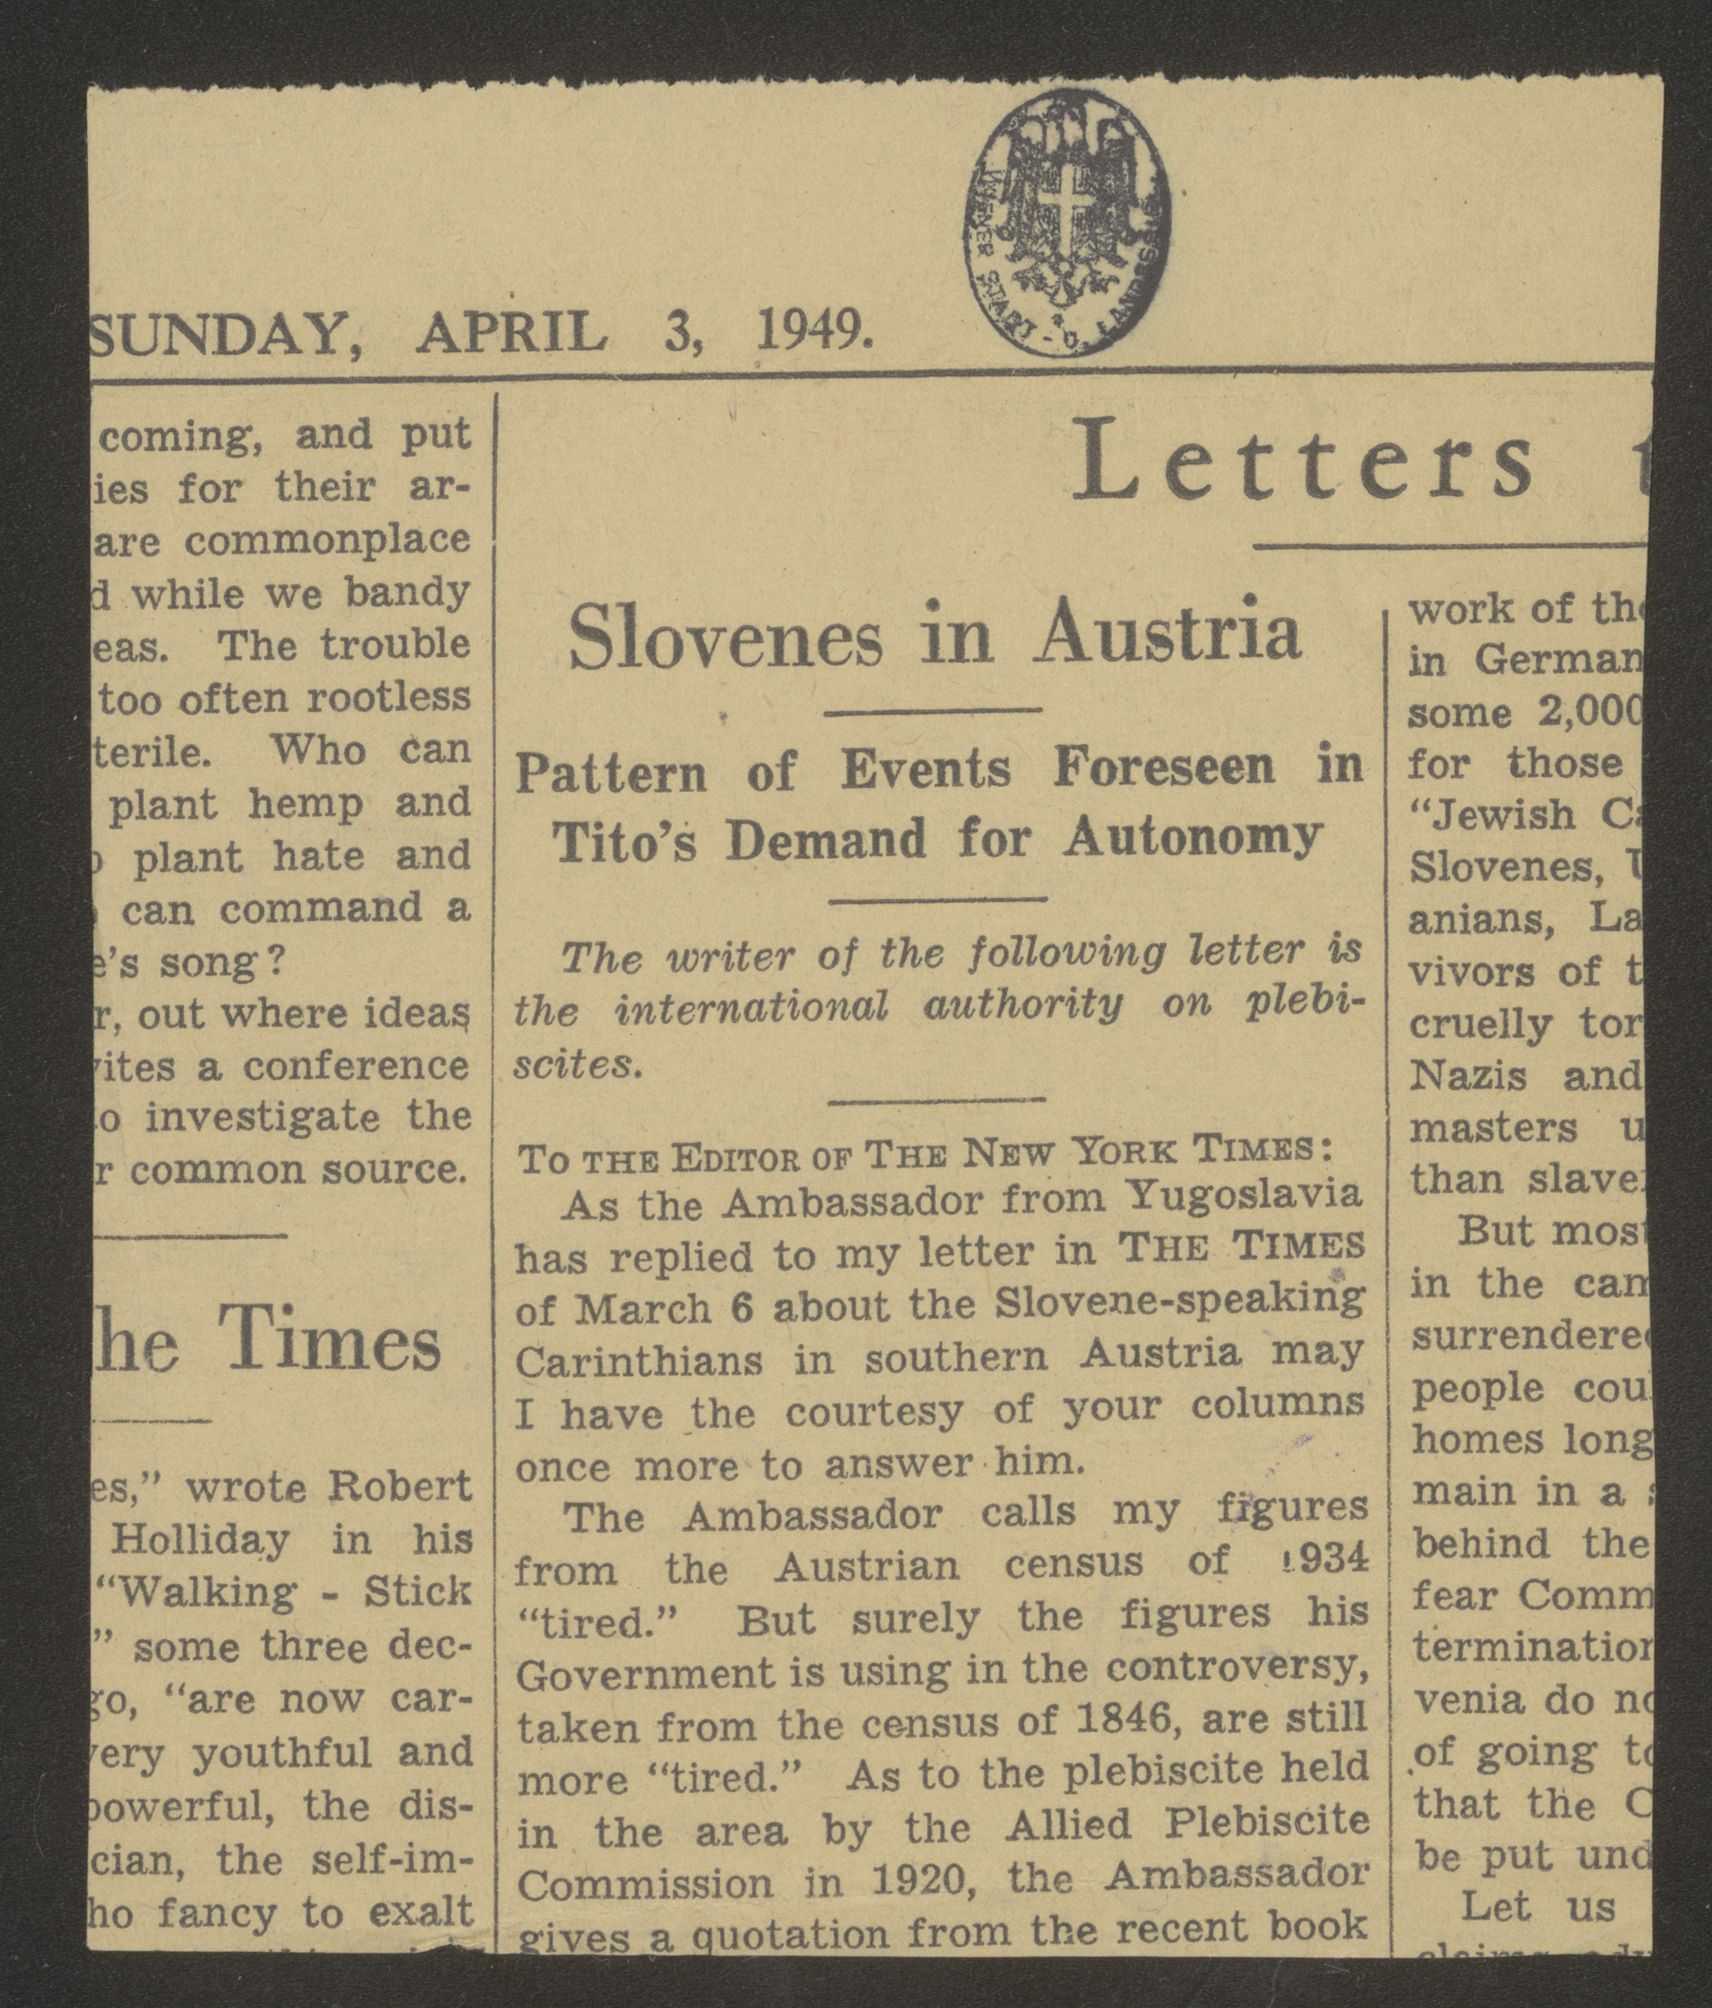 SUNDAY, APRIL 3, 1949.
WIENER STADT - U. LANDES
coming, and put
ies for their ar-
are commonplace
d while we bandy
eas. The trouble
too often rootless
terile. Who can
plant hemp and
plant hate and
can command a
e's song?
r, out where ideas
vites a conference
to investigate the
r common source.
he Times
es," wrote Robert
Holliday in his
"Walking - Stick
" some three dec-
go, "are now car-
very youthful and
powerful, the dis-
cian, the self-im-
ho fancy to exalt
Letters t
Slovenes in Austria
Pattern of Events Foreseen in
Tito's Demand for Autonomy
The writer of the following letter is
the international authority on plebi-
scites.
TO THE EDITOR OF THE NEW YORK TIMES:
As the Ambassador from Yugoslavia
has replied to my letter in THE TIMES
of March 6 about the Slovene-speaking
Carinthians in southern Austria may
I have the courtesy of your columns
once more to answer him.
The Ambassador calls my figures
from the Austrian census of 1934
"tired." But surely the figures his
Government is using in the controversy,
taken from the census of 1846, are still
more "tired." As to the plebiscite held
in the area by the Allied Plebiscite
Commission in 1920, the Ambassador
gives a quotation from the recent book
work of the
in German
some 2,000
for those
"Jewish Ca
Slovenes, U
anians, La
vivors of t
cruelly tor
Nazis and
masters u
than slave
But most
in the cam
surrendered
people cou
homes long
main in a s
behind the
fear Comm
termination
venia do no
of going to
that the C
be put und
Let us